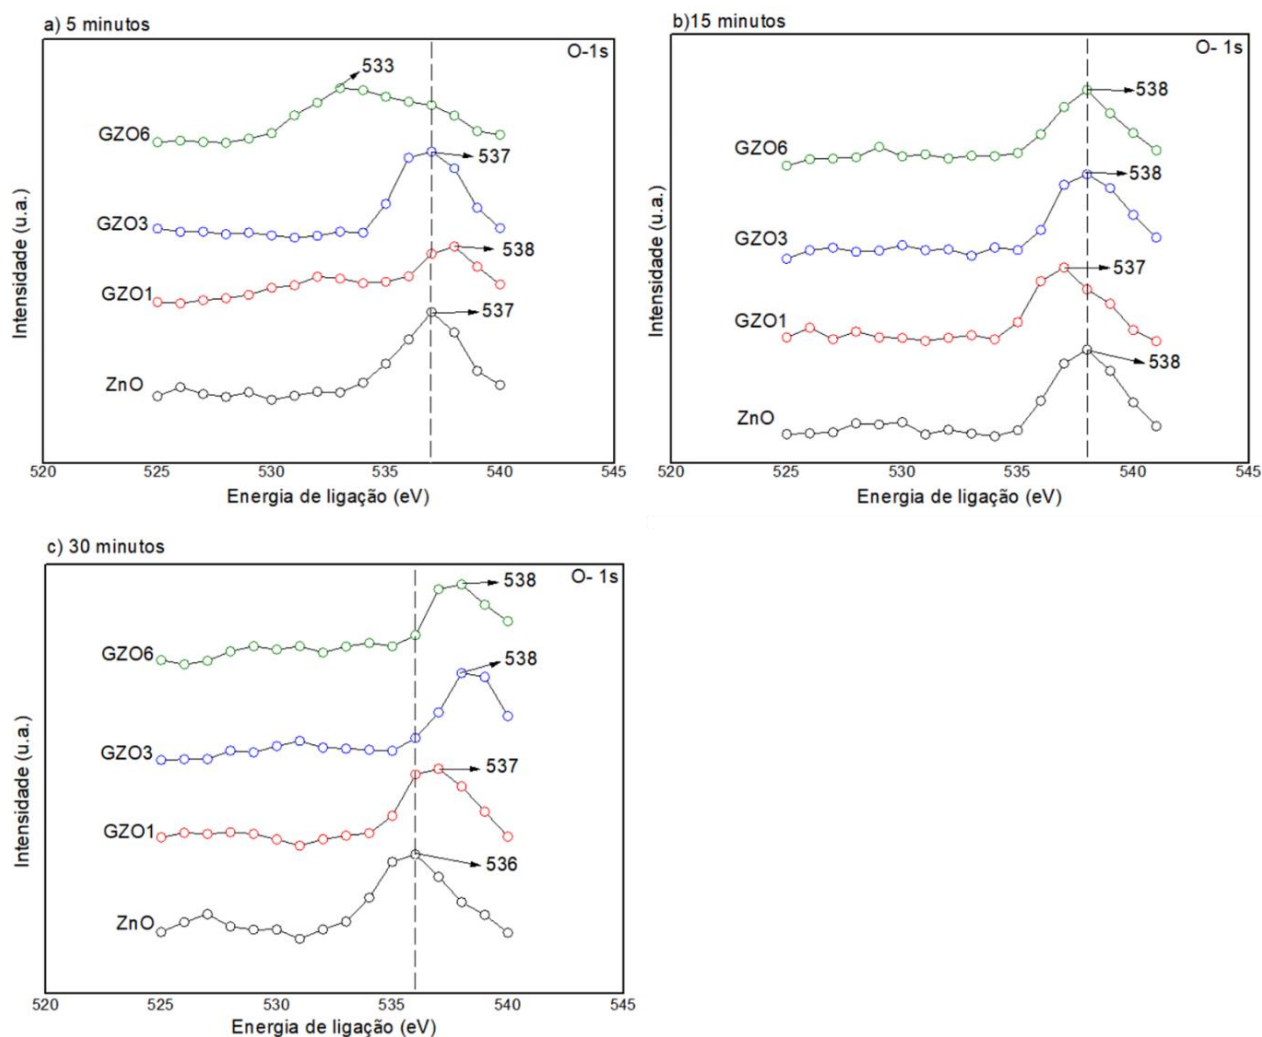 a) 5 minutos
O-1s
533
GZO6
537
GZO3
538
GZO1
537
ZnO
Intensidade (u.a.)
520 525 530 535 540 545
Energia de ligação (eV)
b)15 minutos
O- 1s
538
GZO6
538
GZO3
537
GZO1
538
ZnO
Intensidade (u.a.)
520 525 530 535 540 545
Energia de ligação (eV)
c) 30 minutos
O- 1s
538
GZO6
538
GZO3
537
GZO1
536
ZnO
Intensidade (u.a.)
520 525 530 535 540 545
Energia de ligação (eV)